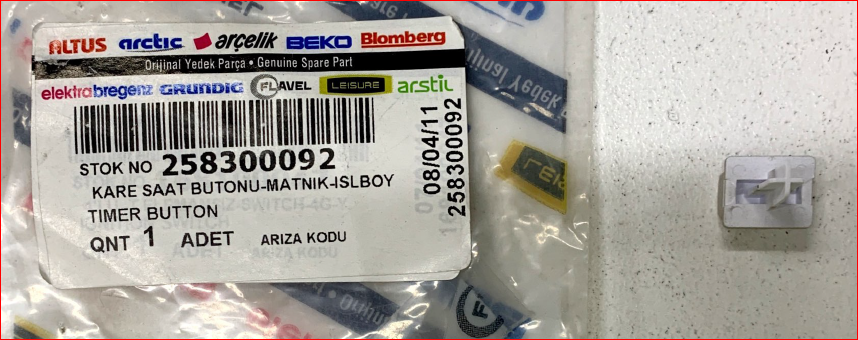 ALTUS arctic arçelik BEKO Blomberg
Orijinal Yedek Parça • Genuine Spare Part
elektrabregenz GRUNDIG FLAVEL LEISURE arstil
STOK NO 258300092
KARE SAAT BUTONU-MATNIK-ISLBOY
TIMER BUTTON
QNT 1 ADET ARIZA KODU
08/04/11
258300092